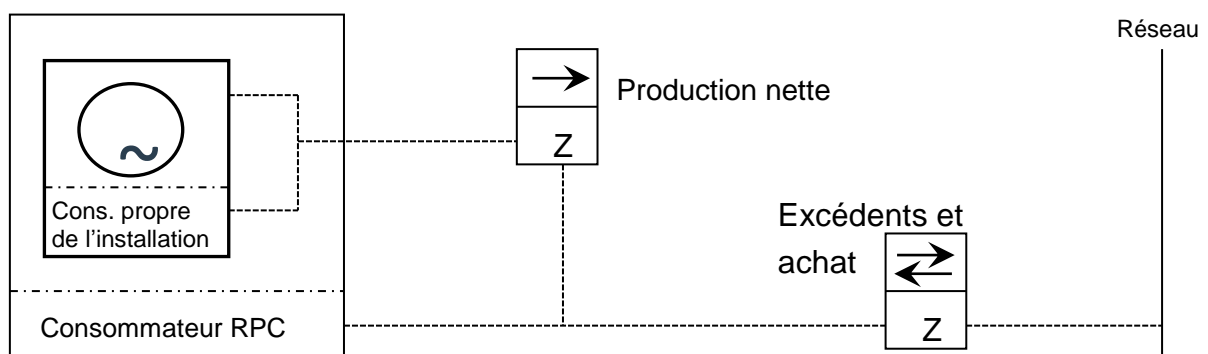 Réseau
Production nette
Z
Cons. propre
de l'installation
Excédents et
achat
Consommateur RPC
Z